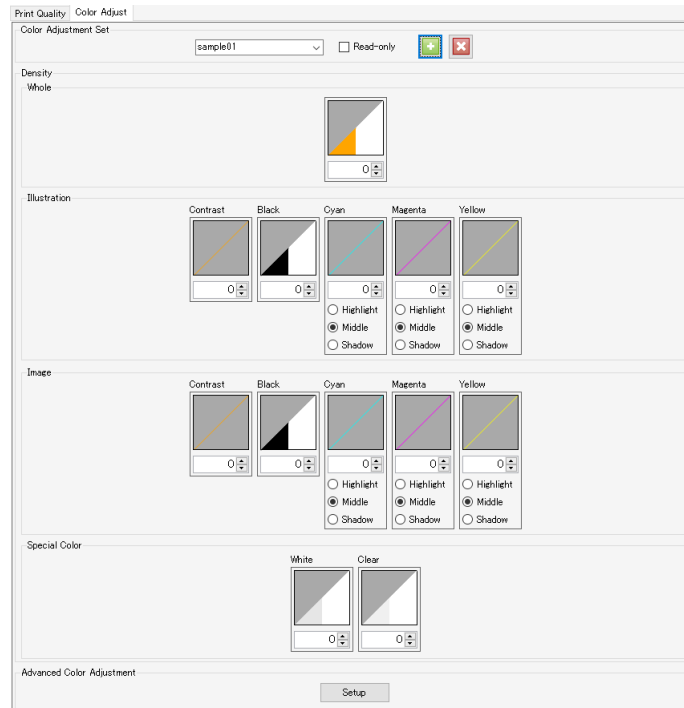 Print Quality Color Adjust
Color Adjustment Set
sample01 Read-only
Density
Whole
0
Illustration
Contrast Black Cyan Magenta Yellow
0 0 0 0 0
Highlight Highlight Highlight
Middle Middle Middle
Shadow Shadow Shadow
Image
Contrast Black Cyan Magenta Yellow
0 0 0 0 0
Highlight Highlight Highlight
Middle Middle Middle
Shadow Shadow Shadow
Special Color
White Clear
0 0
Advanced Color Adjustment
Setup